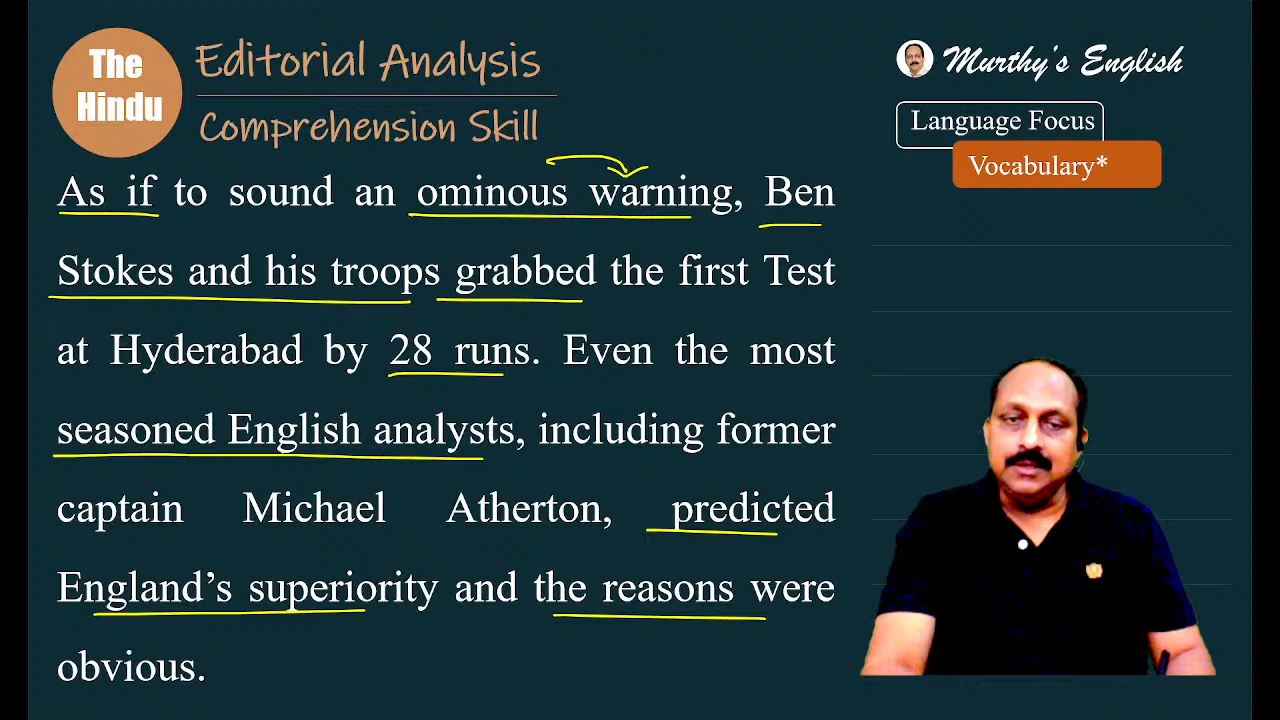 The
Hindu
Editorial Analysis
Comprehension Skill
Murthy's English
Language Focus
Vocabulary*
As if to sound an ominous warning, Ben
Stokes and his troops grabbed the first Test
at Hyderabad by 28 runs. Even the most
seasoned English analysts, including former
captain Michael Atherton, predicted
England’s superiority and the reasons were
obvious.